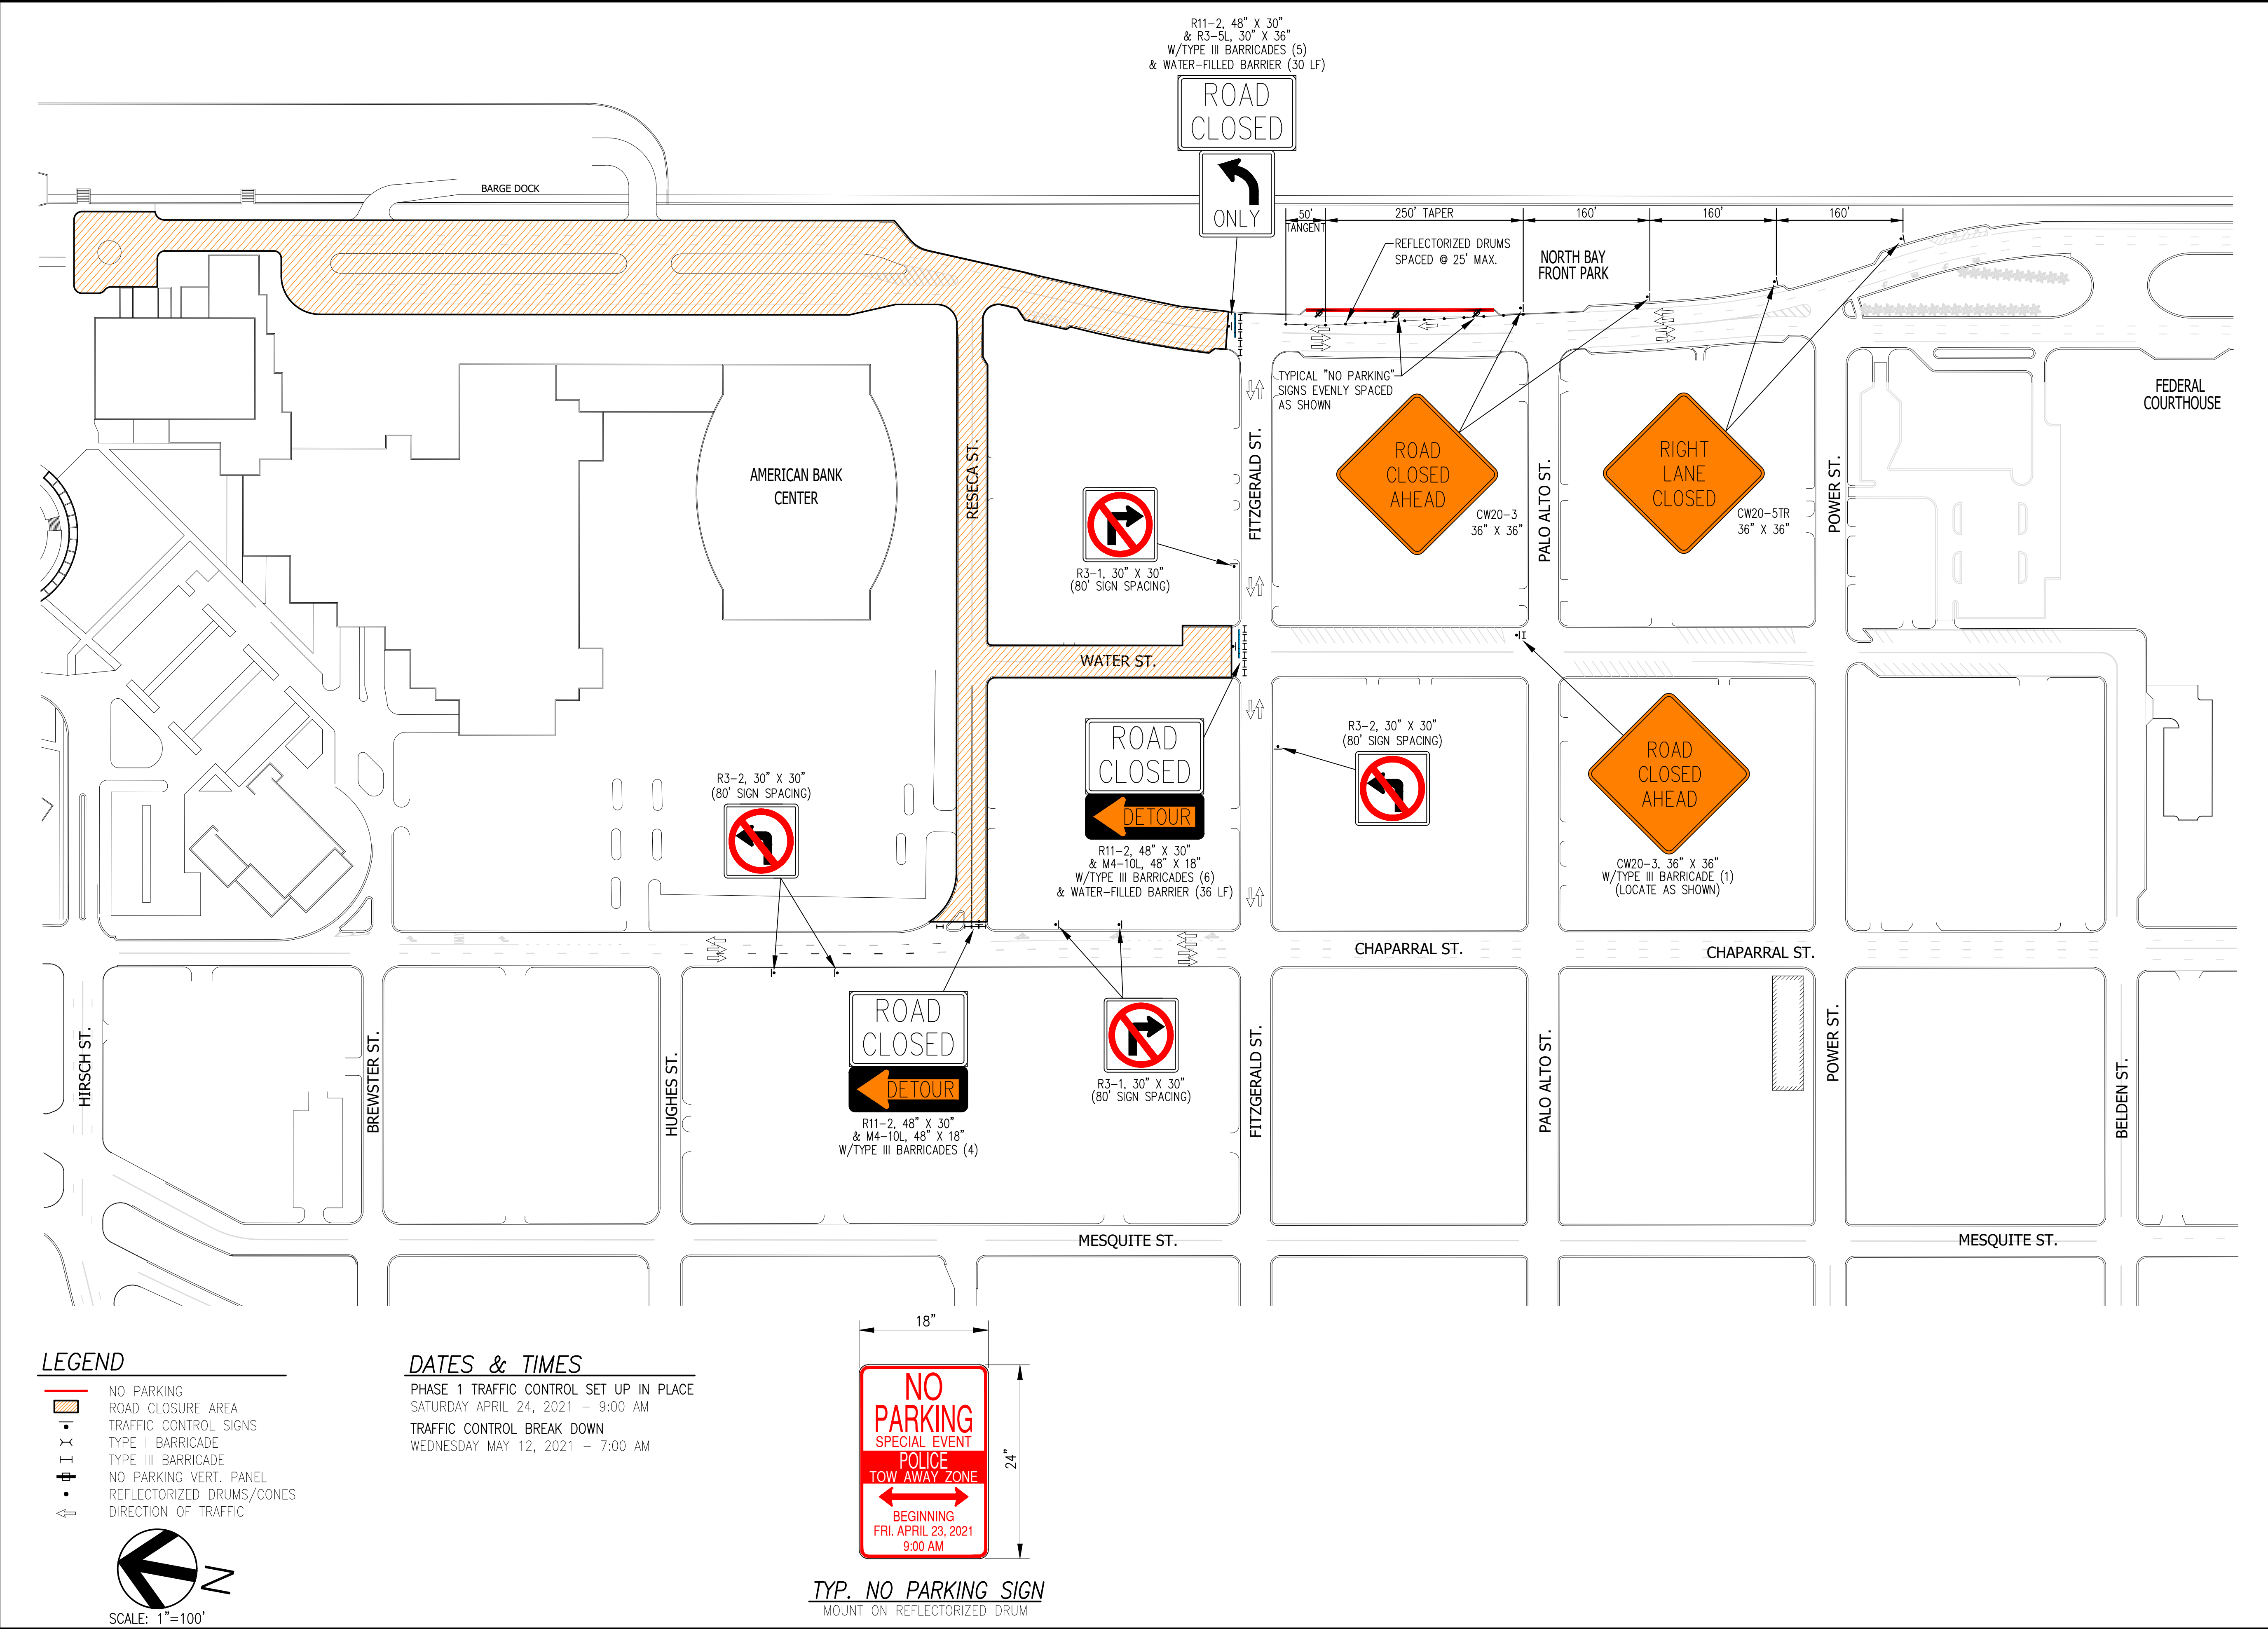 R11-2, 48" X 30"
& R3-5L, 30" X 36"
W/TYPE III BARRICADES (5)
& WATER-FILLED BARRIER (30 LF)
ROAD
CLOSED
ONLY
BARGE DOCK
50'
TANGENT
250' TAPER
160'
160'
160'
REFLECTORIZED DRUMS
SPACED @ 25' MAX.
NORTH BAY
FRONT PARK
TYPICAL "NO PARKING"
SIGNS EVENLY SPACED
AS SHOWN
FEDERAL
COURTHOUSE
AMERICAN BANK
CENTER
RESECA ST.
FITZGERALD ST.
ROAD
CLOSED
AHEAD
CW20-3
36" X 36"
PALO ALTO ST.
RIGHT
LANE
CLOSED
CW20-5TR
36" X 36"
POWER ST.
R3-1, 30" X 30"
(80' SIGN SPACING)
WATER ST.
ROAD
CLOSED
DETOUR
R11-2, 48" X 30"
& M4-10L, 48" X 18"
W/TYPE III BARRICADES (6)
& WATER-FILLED BARRIER (36 LF)
R3-2, 30" X 30"
(80' SIGN SPACING)
ROAD
CLOSED
AHEAD
CW20-3, 36" X 36"
W/TYPE III BARRICADE (1)
(LOCATE AS SHOWN)
R3-2, 30" X 30"
(80' SIGN SPACING)
CHAPARRAL ST.
CHAPARRAL ST.
ROAD
CLOSED
DETOUR
R11-2, 48" X 30"
& M4-10L, 48" X 18"
W/TYPE III BARRICADES (4)
R3-1, 30" X 30"
(80' SIGN SPACING)
HIRSCH ST.
BREWSTER ST.
HUGHES ST.
FITZGERALD ST.
PALO ALTO ST.
POWER ST.
BELDEN ST.
MESQUITE ST.
MESQUITE ST.
LEGEND
NO PARKING
ROAD CLOSURE AREA
TRAFFIC CONTROL SIGNS
TYPE I BARRICADE
TYPE III BARRICADE
NO PARKING VERT. PANEL
REFLECTORIZED DRUMS/CONES
DIRECTION OF TRAFFIC
N
SCALE: 1"=100'
DATES & TIMES
PHASE 1 TRAFFIC CONTROL SET UP IN PLACE
SATURDAY APRIL 24, 2021 - 9:00 AM
TRAFFIC CONTROL BREAK DOWN
WEDNESDAY MAY 12, 2021 - 7:00 AM
18"
24"
NO
PARKING
SPECIAL EVENT
POLICE
TOW AWAY ZONE
BEGINNING
FRI. APRIL 23, 2021
9:00 AM
TYP. NO PARKING SIGN
MOUNT ON REFLECTORIZED DRUM